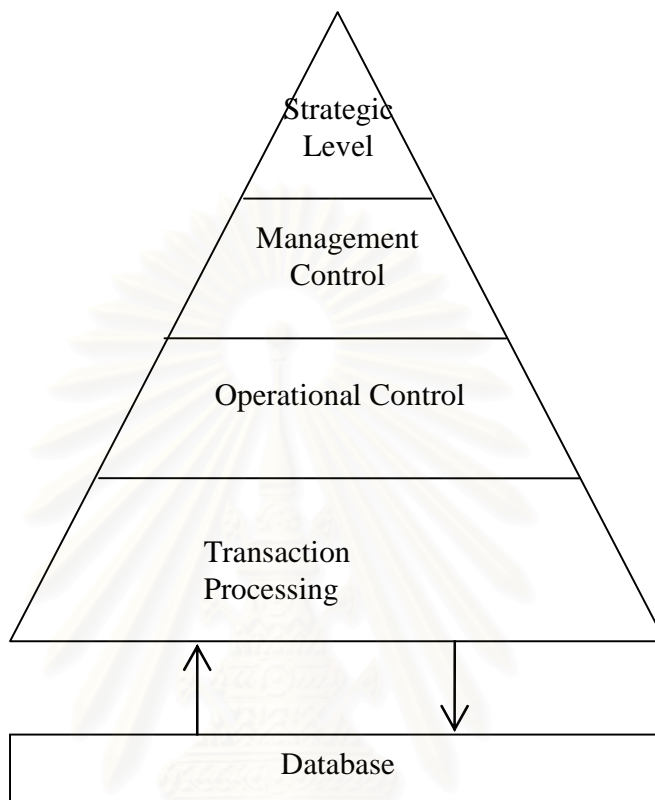 Strategic
Level
Management
Control
Operational Control
Transaction
Processing
Database